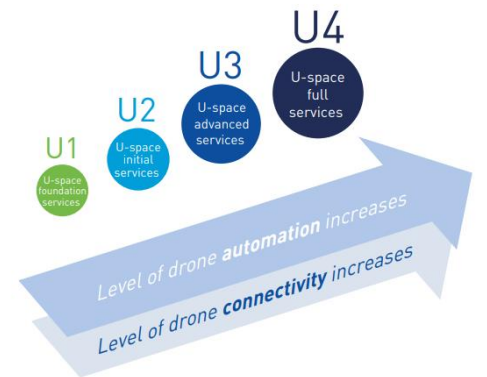 U1
U-space
foundation
services
U2
U-space
initial
services
U3
U-space
advanced
services
U4
U-space
full
services
Level of drone automation increases
Level of drone connectivity increases